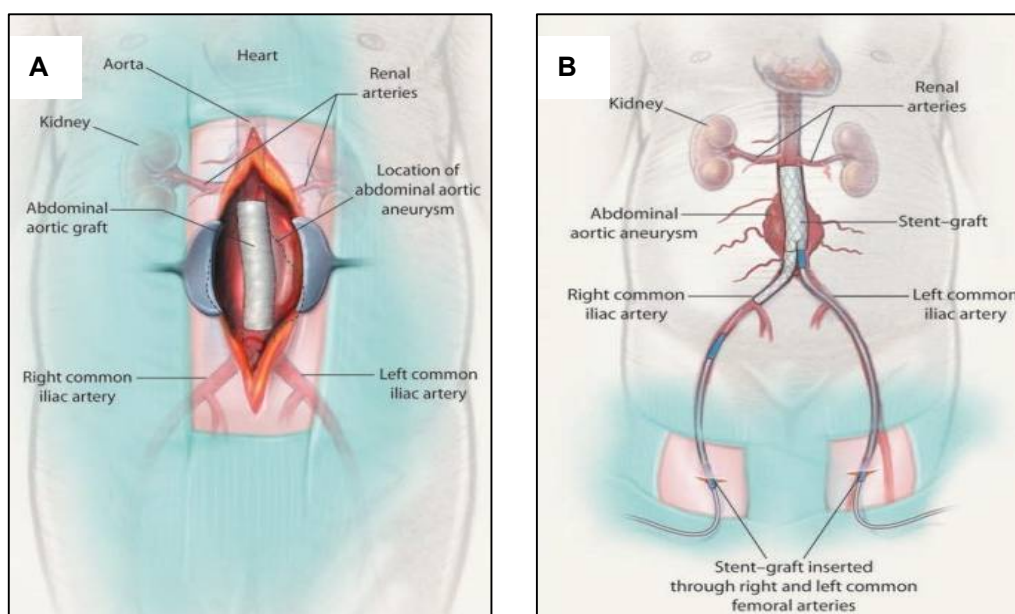 A
Heart
Aorta
Renal
arteries
Kidney
Location of
abdominal aortic
aneurysm
Abdominal
aortic graft
Right common
iliac artery
Left common
iliac artery
B
Renal
arteries
Kidney
Abdominal
aortic aneurysm
Stent-graft
Right common
iliac artery
Left common
iliac artery
Stent–graft inserted
through right and left common
femoral arteries